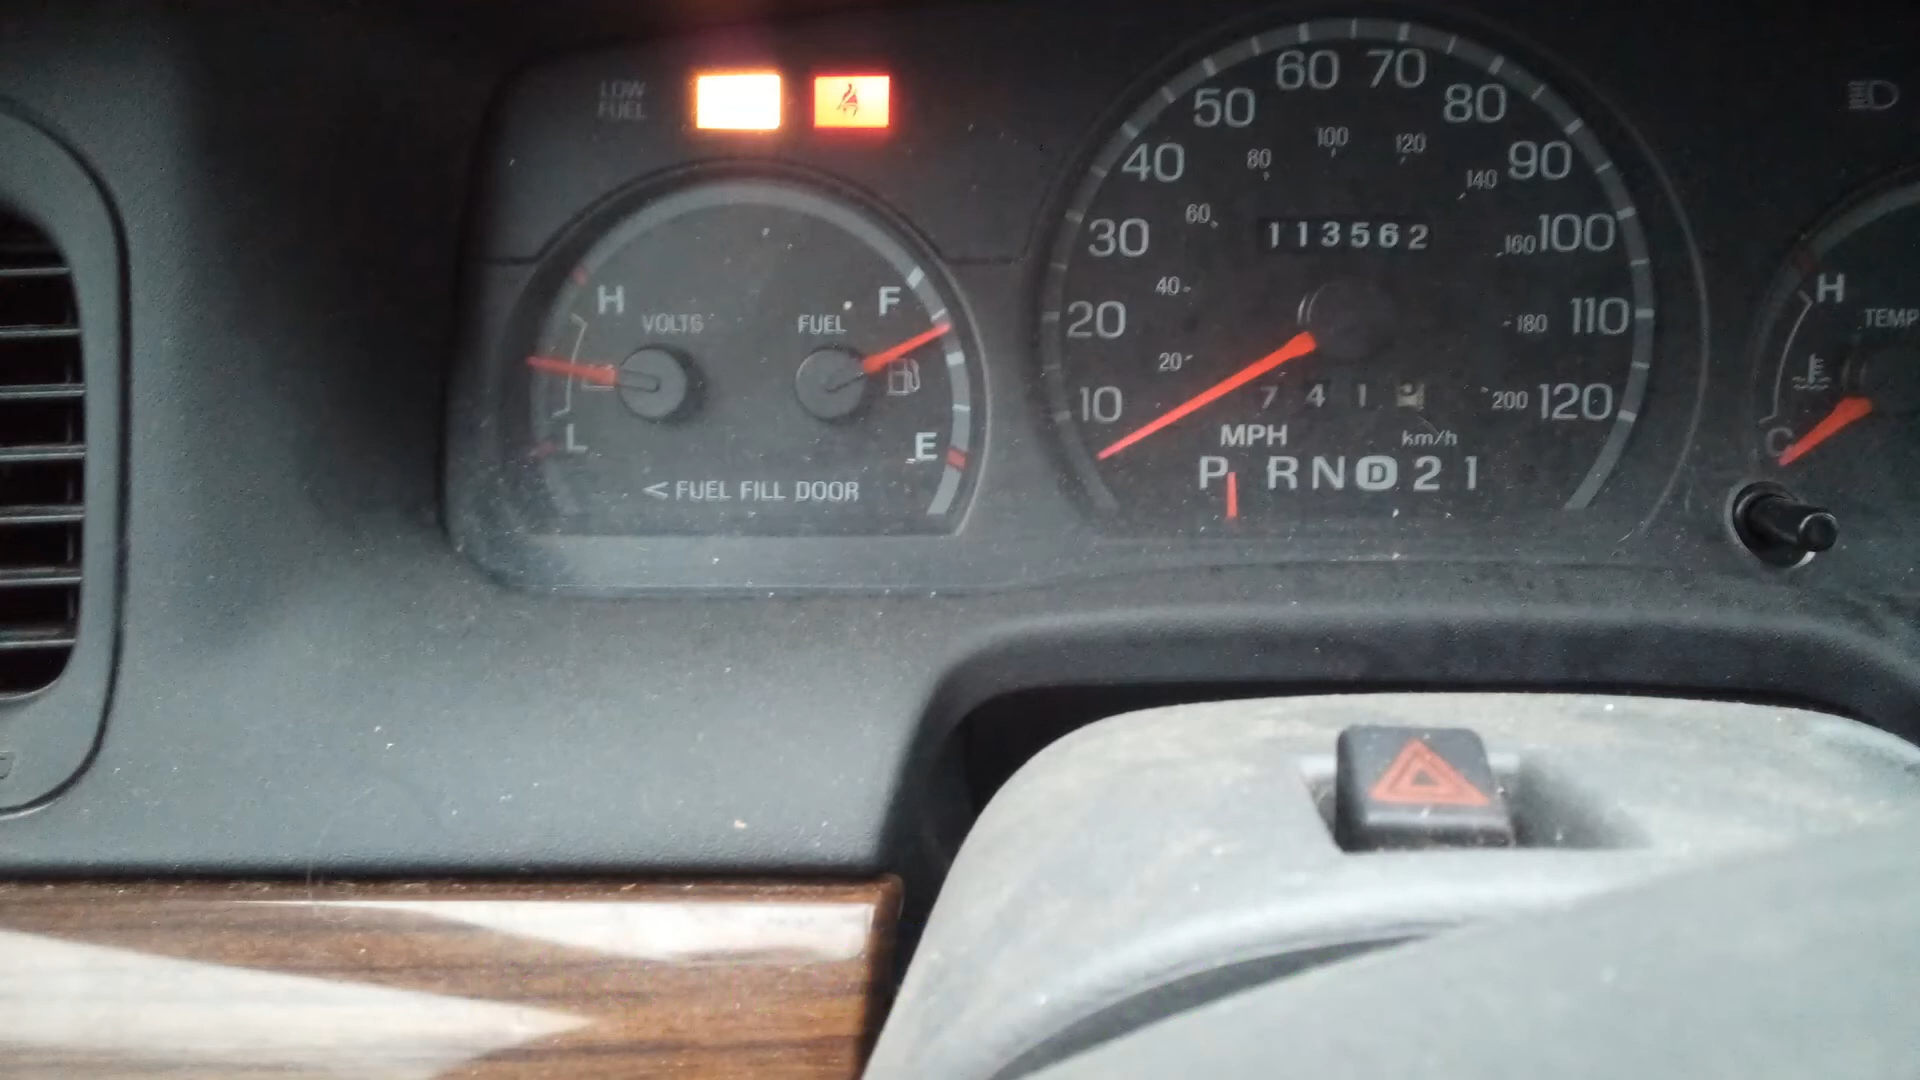 LOW
FUEL
H
VOLTS
L
FUEL
F
E
< FUEL FILL DOOR
10
20
30
40
50
60
70
80
90
100
110
120
20
40
60
80
100
120
140
160
180
200
113562
741
MPH
km/h
P R N D 2 1
H
TEMP
C